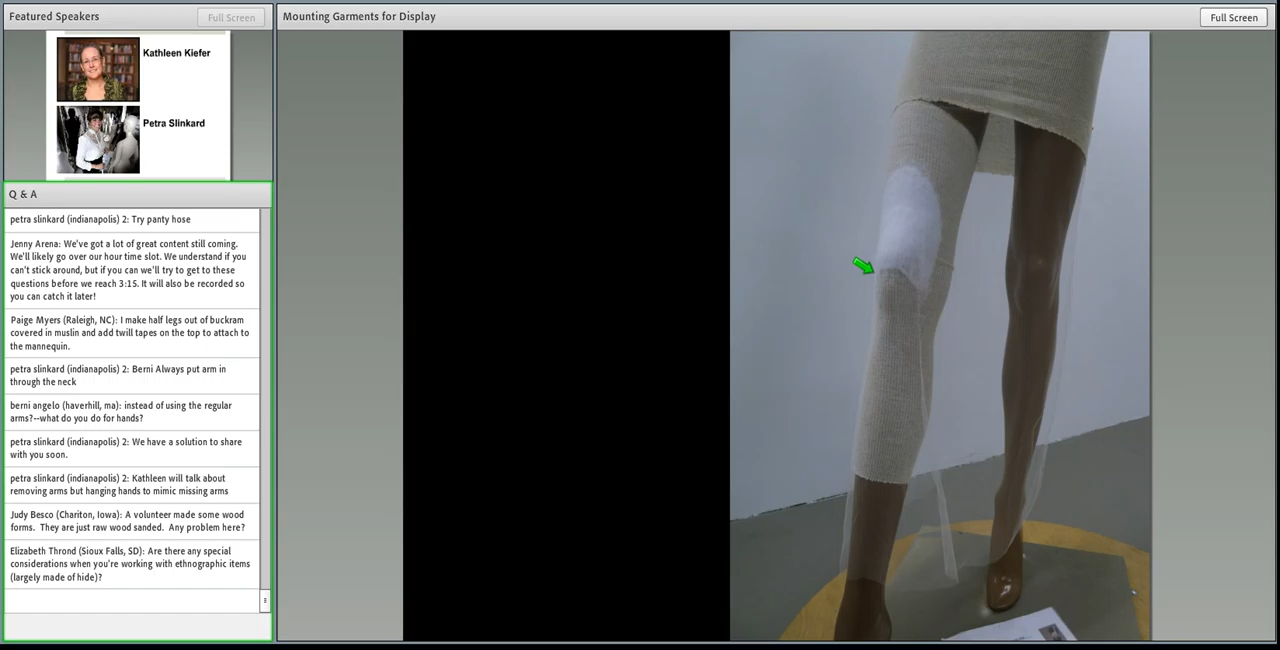 Featured Speakers
Full Screen
Kathleen Kiefer
Petra Slinkard
Q & A
petra slinkard (indianapolis) 2: Try panty hose
Jenny Arena: We've got a lot of great content still coming.
We'll likely go over our hour time slot. We understand if you
can't stick around, but if you can we'll try to get to these
questions before we reach 3:15. It will also be recorded so
you can catch it later!
Paige Myers (Raleigh, NC): I make half legs out of buckram
covered in muslin and add twill tapes on the top to attach to
the mannequin.
petra slinkard (indianapolis) 2: Berni Always put arm in
through the neck
berni angelo (haverhill, ma): instead of using the regular
arms?--what do you do for hands?
petra slinkard (indianapolis) 2: We have a solution to share
with you soon.
petra slinkard (indianapolis) 2: Kathleen will talk about
removing arms but hanging hands to mimic missing arms
Judy Besco (Chariton, Iowa): A volunteer made some wood
forms.  They are just raw wood sanded.  Any problem here?
Elizabeth Thrond (Sioux Falls, SD): Are there any special
considerations when you're working with ethnographic items
(largely made of hide)?
Mounting Garments for Display
Full Screen